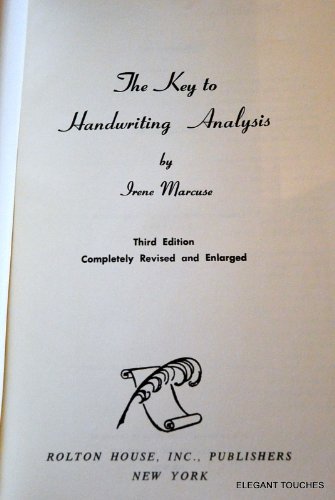 The Key to
Handwriting Analysis
by
Irene Marcuse
Third Edition
Completely Revised and Enlarged
ROLTON HOUSE, INC., PUBLISHERS
NEW YORK
ELEGANT TOUCHES